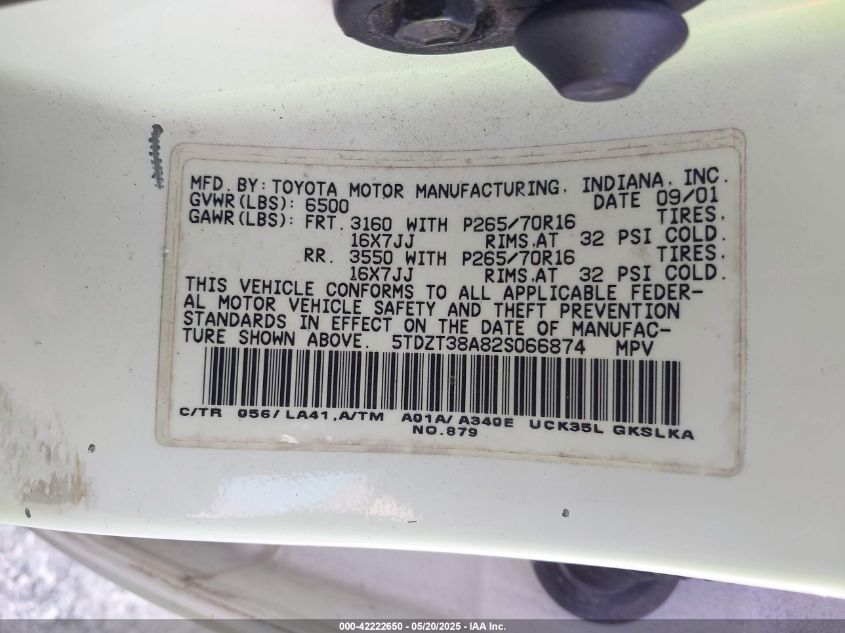 MFD. BY: TOYOTA MOTOR MANUFACTURING, INDIANA, INC.
GVWR(LBS): 6500 DATE 09/01
GAWR(LBS): FRT. 3160 WITH P265/70R16 TIRES,
16X7JJ RIMS,AT 32 PSI COLD.
RR. 3550 WITH P265/70R16 TIRES,
16X7JJ RIMS,AT 32 PSI COLD.
THIS VEHICLE CONFORMS TO ALL APPLICABLE FEDER-
AL MOTOR VEHICLE SAFETY AND THEFT PREVENTION
STANDARDS IN EFFECT ON THE DATE OF MANUFAC-
TURE SHOWN ABOVE. 5TDZT38A82S066874 MPV
C/TR 056/LA41,A/TM A01A/A340E UCK35L GKSLKA
NO.879
000-42222650 - 05/20/2025 - IAA Inc.